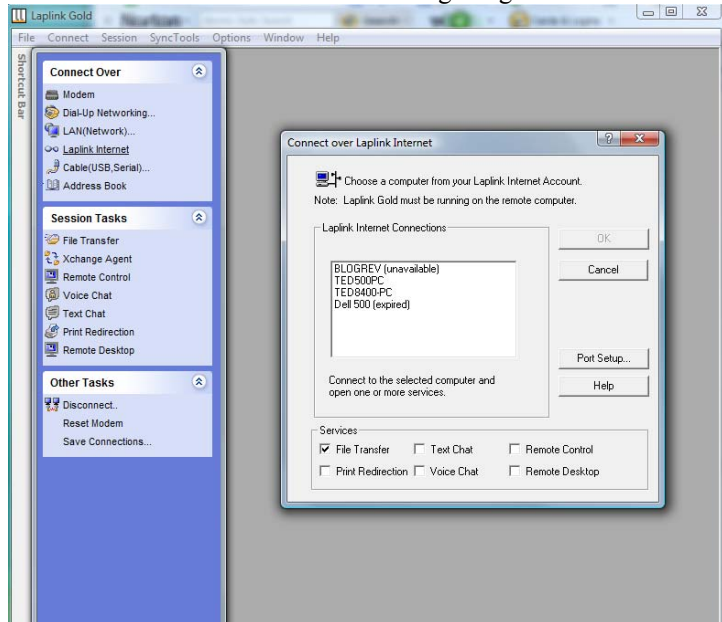 Laplink Gold
File Connect Session SyncTools Options Window Help
Shortcut Bar
Connect Over
Modem
Dial-Up Networking...
LAN(Network)...
Laplink Internet
Cable(USB,Serial)...
Address Book
Session Tasks
File Transfer
Xchange Agent
Remote Control
Voice Chat
Text Chat
Print Redirection
Remote Desktop
Other Tasks
Disconnect..
Reset Modem
Save Connections...
Connect over Laplink Internet
Choose a computer from your Laplink Internet Account.
Note: Laplink Gold must be running on the remote computer.
Laplink Internet Connections
BLOGREV (unavailable)
TED500PC
TED8400-PC
Dell 500 (expired)
Connect to the selected computer and
open one or more services.
OK
Cancel
Port Setup...
Help
Services
File Transfer Text Chat Remote Control
Print Redirection Voice Chat Remote Desktop